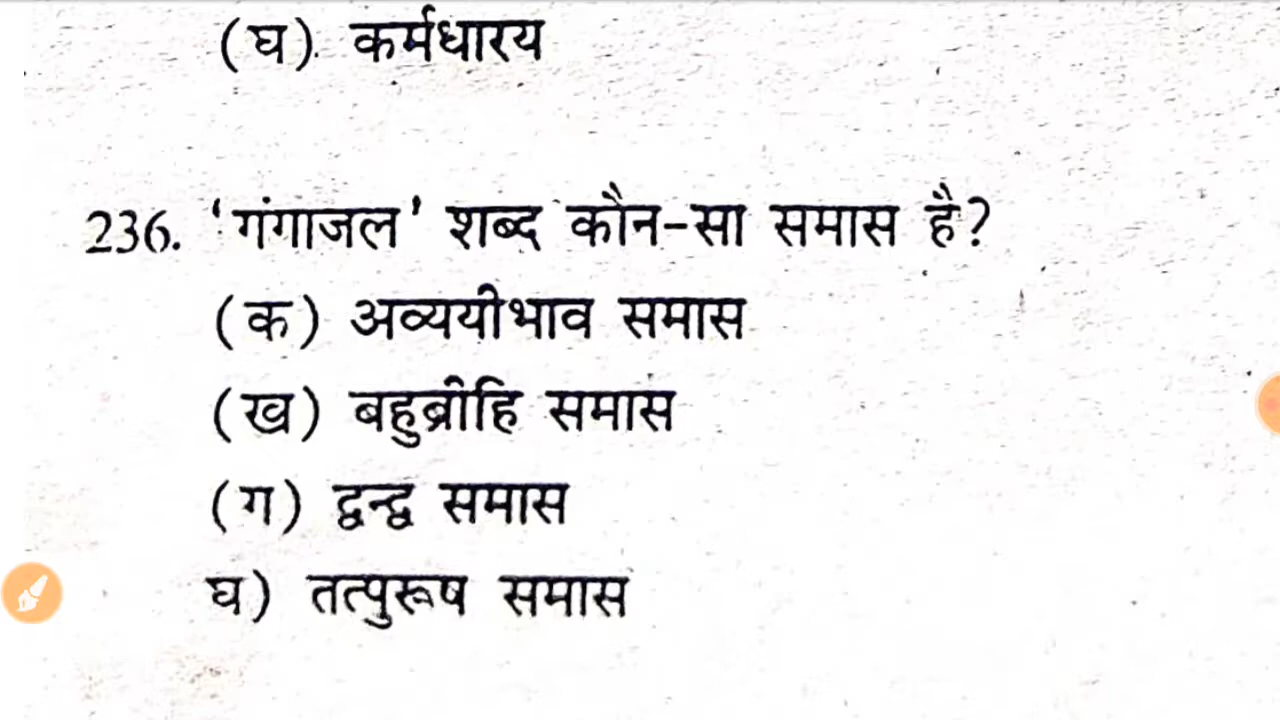 (घ) कर्मधारय
236. 'गंगाजल' शब्द कौन-सा समास है?
(क) अव्ययीभाव समास
(ख) बहुब्रीहि समास
(ग) द्वन्द्व समास
घ) तत्पुरूष समास